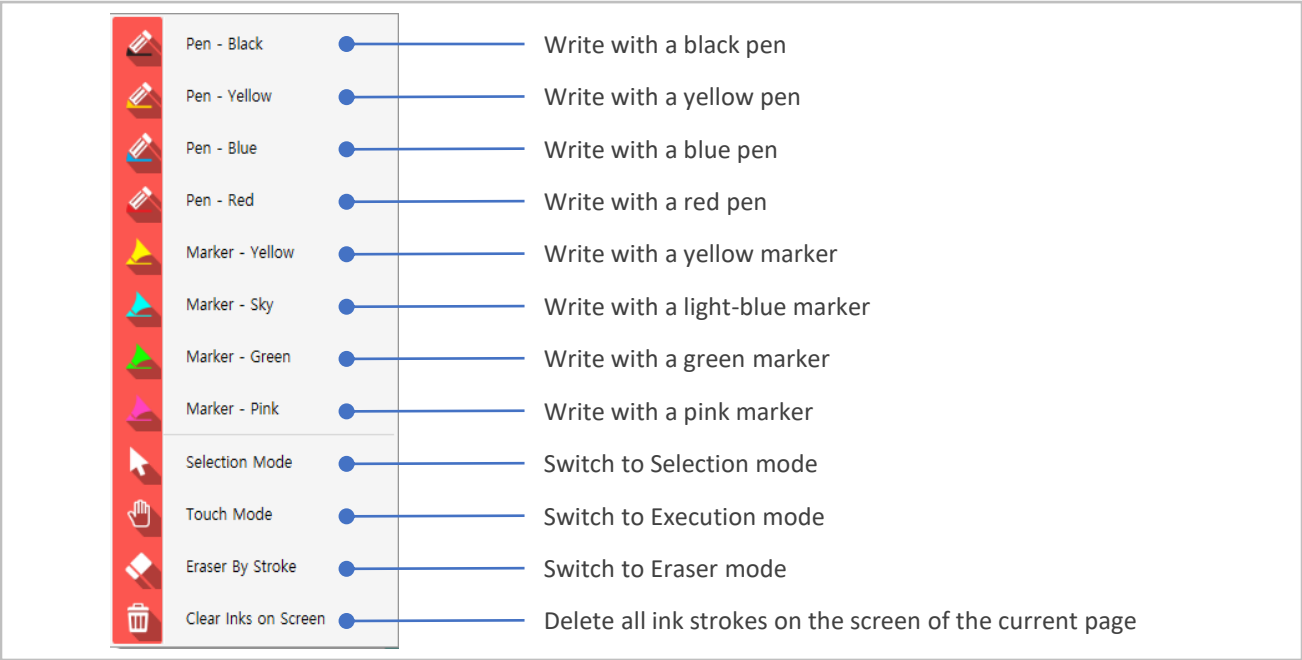 Pen - Black Write with a black pen
Pen - Yellow Write with a yellow pen
Pen - Blue Write with a blue pen
Pen - Red Write with a red pen
Marker - Yellow Write with a yellow marker
Marker - Sky Write with a light-blue marker
Marker - Green Write with a green marker
Marker - Pink Write with a pink marker
Selection Mode Switch to Selection mode
Touch Mode Switch to Execution mode
Eraser By Stroke Switch to Eraser mode
Clear Inks on Screen Delete all ink strokes on the screen of the current page